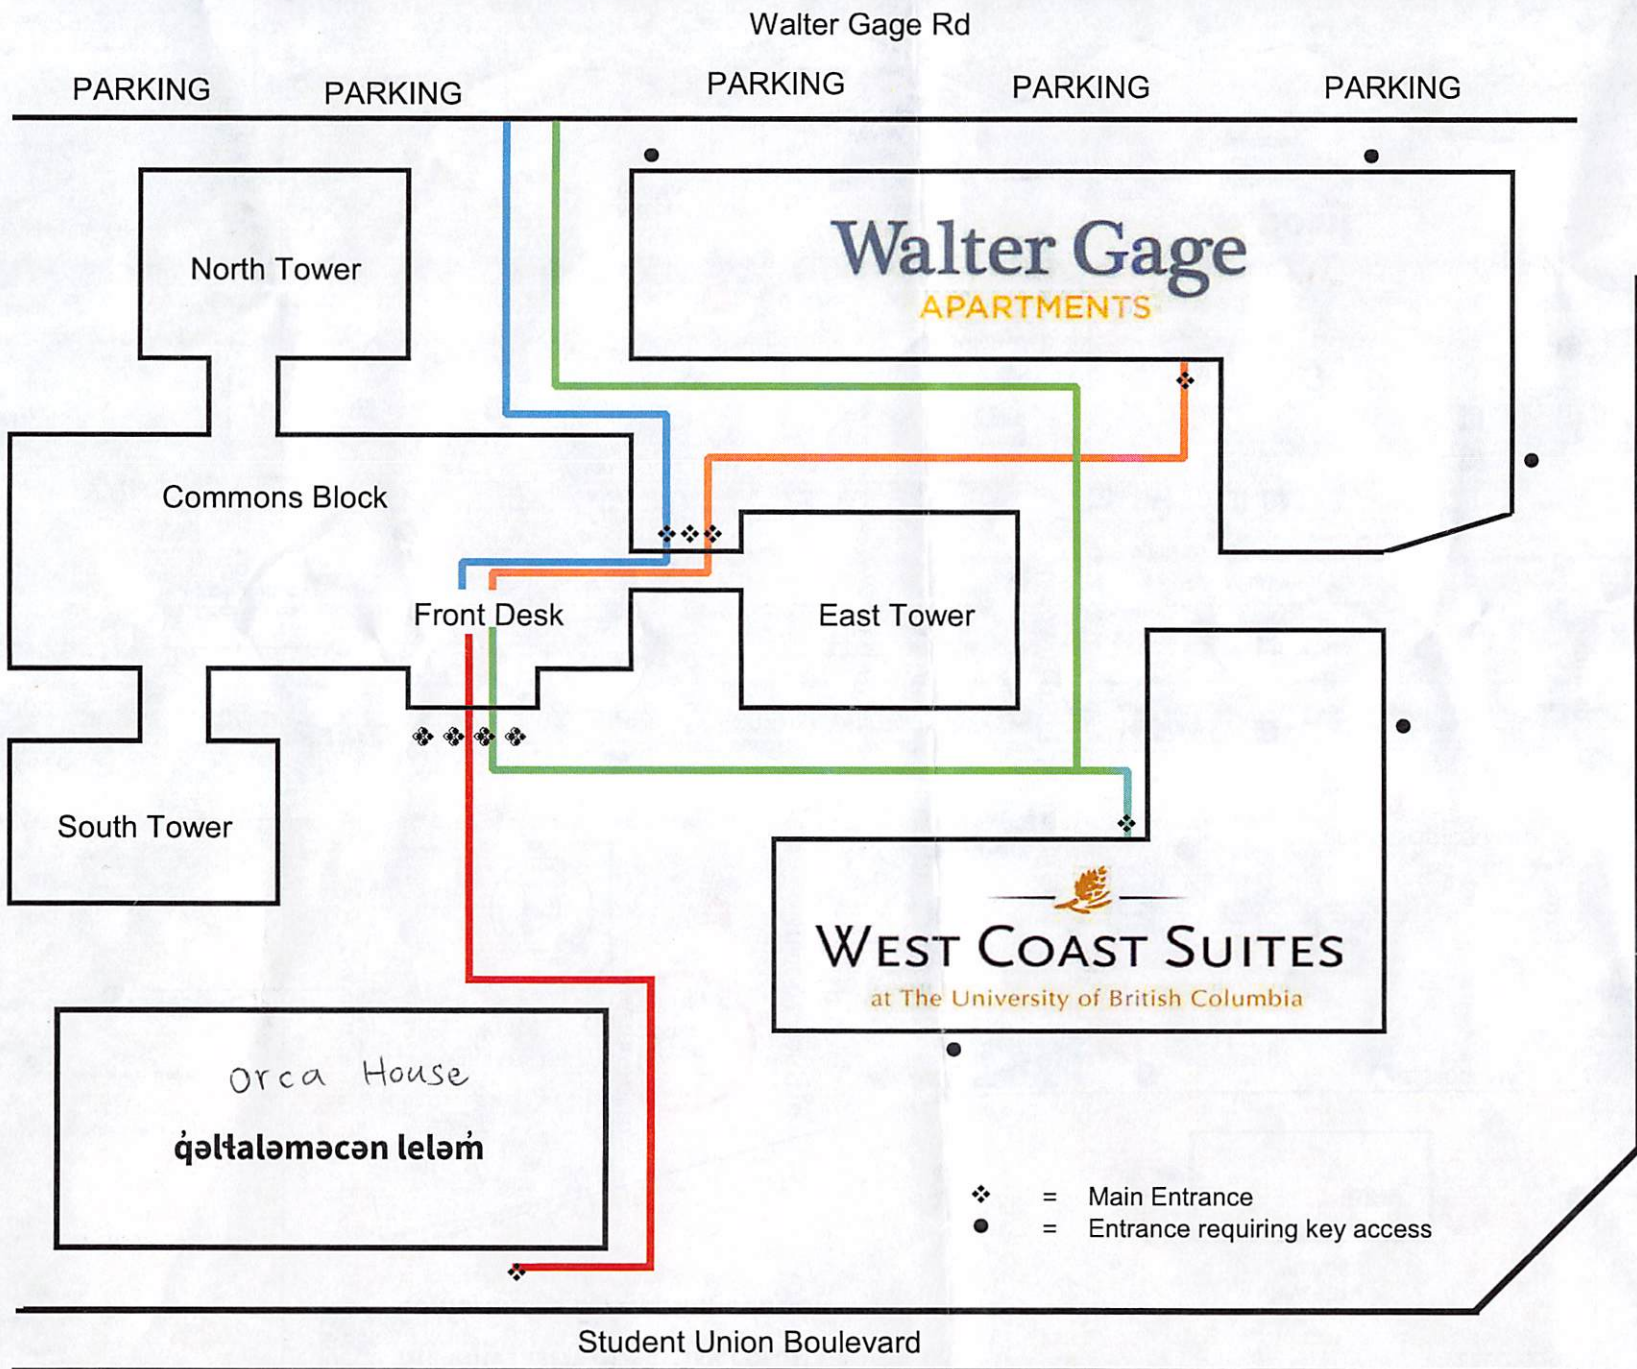 Walter Gage Rd
PARKING PARKING PARKING PARKING PARKING
North Tower
Walter Gage
APARTMENTS
Commons Block
Front Desk
East Tower
South Tower
WEST COAST SUITES
at The University of British Columbia
Orca House
q̓əlɬaləməcən leləm̓
❖ = Main Entrance
● = Entrance requiring key access
Student Union Boulevard